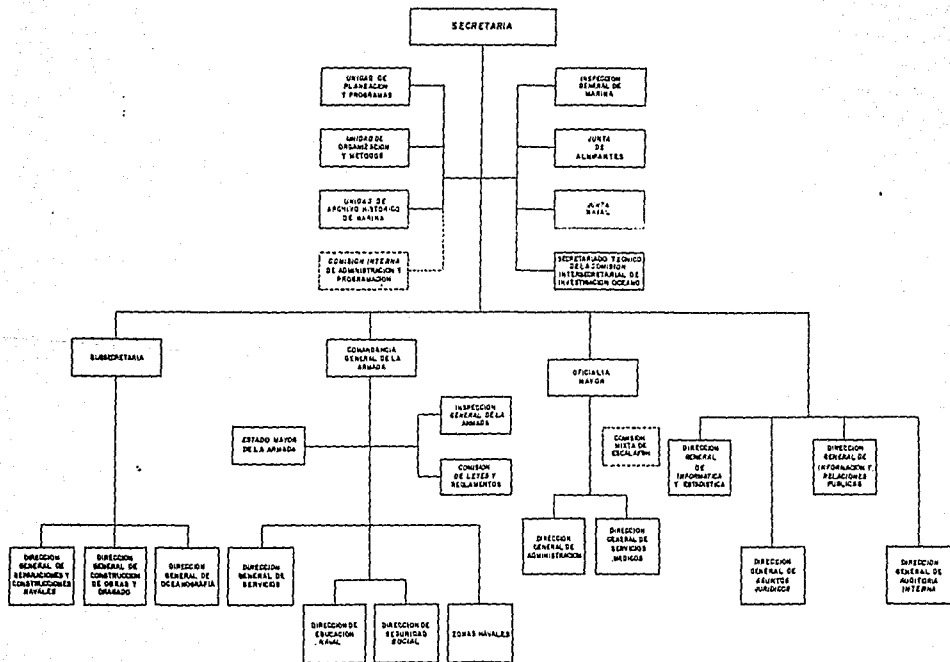 SECRETARIA
UNIDAD DE
PLANEACION
Y PROGRAMAS
INSPECCION
GENERAL DE
MARINA
UNIDAD DE
ORGANIZACION
Y METODOS
JUNTA
DE
ALMIRANTES
UNIDAD DE
ARCHIVO HISTORICO
DE MARINA
JUNTA
NAVAL
COMISION INTERNA
DE ADMINISTRACION Y
PROGRAMACION
SECRETARIADO TECNICO
DE LA COMISION
INTERSECRETARIAL DE
INVESTIGACION OCEANO
SUBSECRETARIA
COMANDANCIA
GENERAL DE LA
ARMADA
OFICIALIA
MAYOR
ESTADO MAYOR
DE LA ARMADA
INSPECCION
GENERAL DE LA
ARMADA
COMISION
DE LEYES Y
REGLAMENTOS
COMISION
MIXTA DE
ESCALAFON
DIRECCION
GENERAL
DE
INFORMATICA
Y ESTADISTICA
DIRECCION
GENERAL DE
INFORMACION Y
RELACIONES
PUBLICAS
DIRECCION
GENERAL DE
REPARACIONES Y
CONSTRUCCIONES
NAVALES
DIRECCION
GENERAL DE
CONSTRUCCION
DE OBRAS Y
DRAGADO
DIRECCION
GENERAL DE
OCEANOGRAFIA
DIRECCION
GENERAL DE
SERVICIOS
DIRECCION
GENERAL DE
ADMINISTRACION
DIRECCION
GENERAL DE
SERVICIOS
MEDICOS
DIRECCION
GENERAL DE
ASUNTOS
JURIDICOS
DIRECCION
GENERAL DE
AUDITORIA
INTERNA
DIRECCION DE
EDUCACION
NAVAL
DIRECCION DE
SEGURIDAD
SOCIAL
ZONAS NAVALES